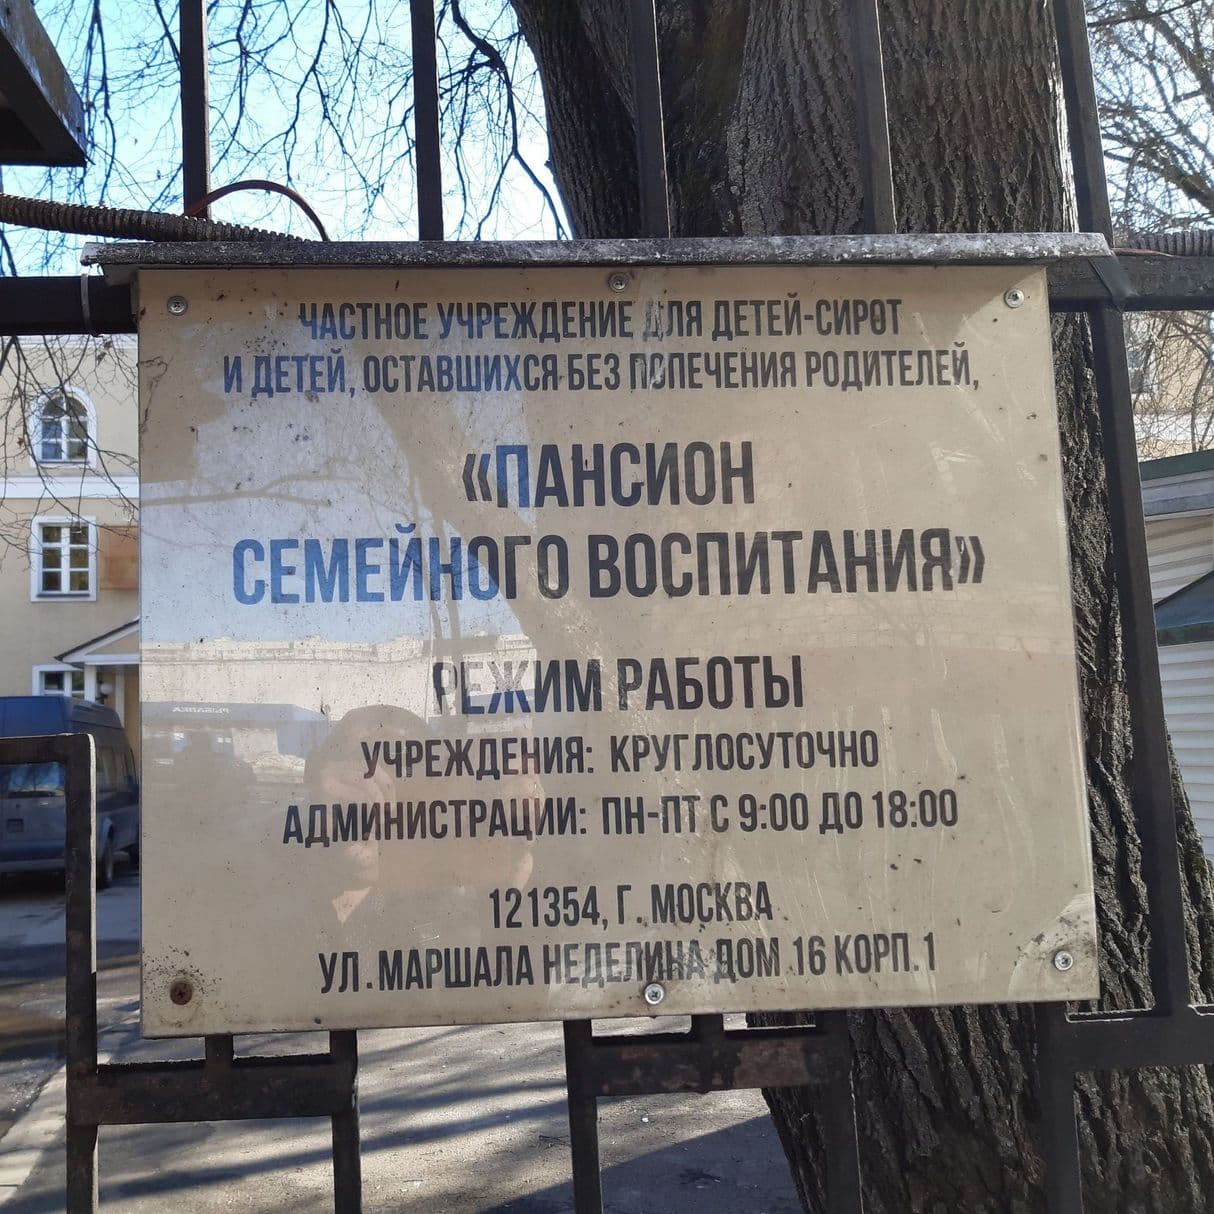 ЧАСТНОЕ УЧРЕЖДЕНИЕ ДЛЯ ДЕТЕЙ-СИРОТ
И ДЕТЕЙ, ОСТАВШИХСЯ БЕЗ ПОПЕЧЕНИЯ РОДИТЕЛЕЙ,
«ПАНСИОН
СЕМЕЙНОГО ВОСПИТАНИЯ»
РЕЖИМ РАБОТЫ
УЧРЕЖДЕНИЯ: КРУГЛОСУТОЧНО
АДМИНИСТРАЦИИ: ПН-ПТ С 9:00 ДО 18:00
121354, Г. МОСКВА
УЛ. МАРШАЛА НЕДЕЛИНА ДОМ 16 КОРП. 1
РЫБАЛКА